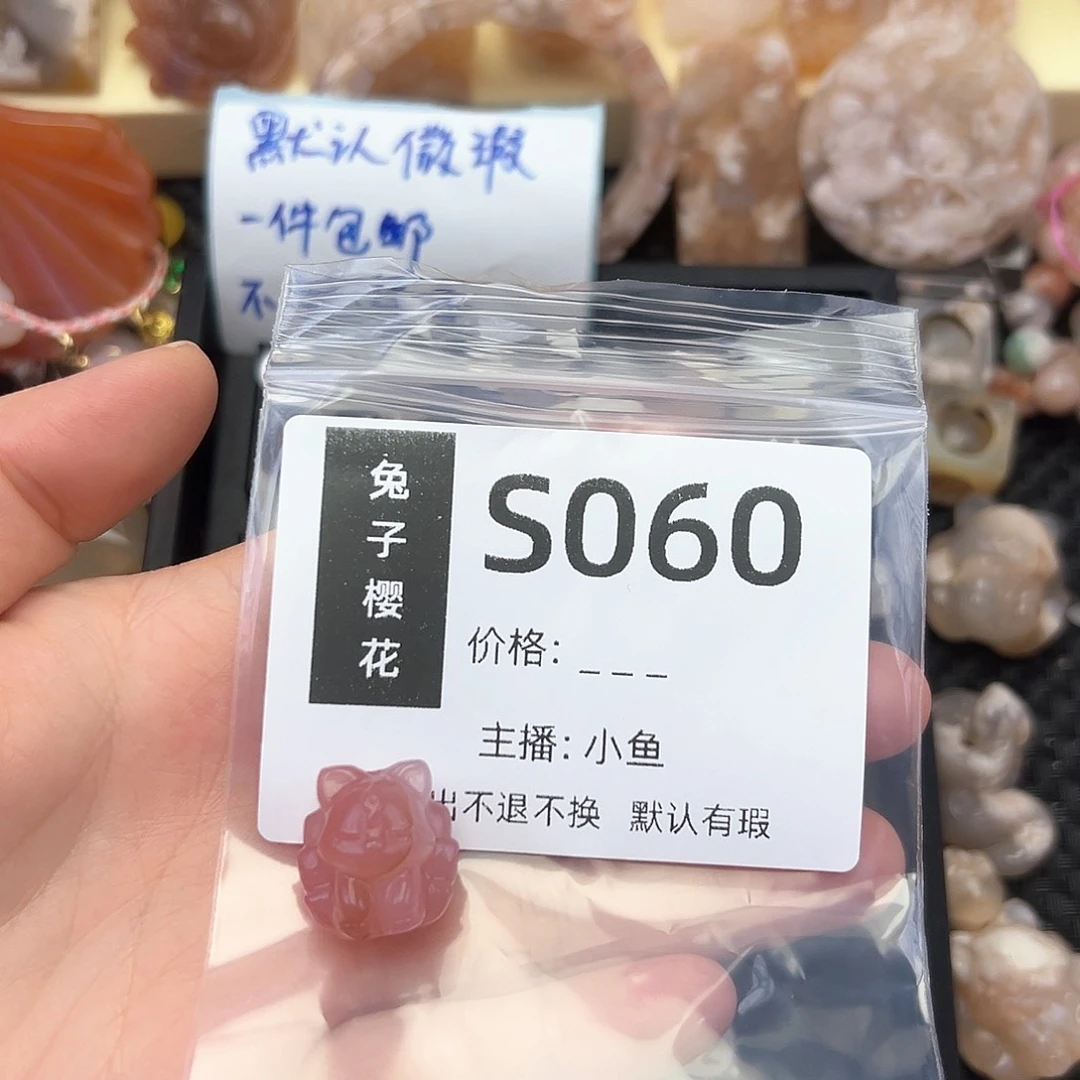 默认微瑕
一件包邮
不
兔子樱花
S060
价格: _ _ _
主播: 小鱼
出不退不换 默认有瑕